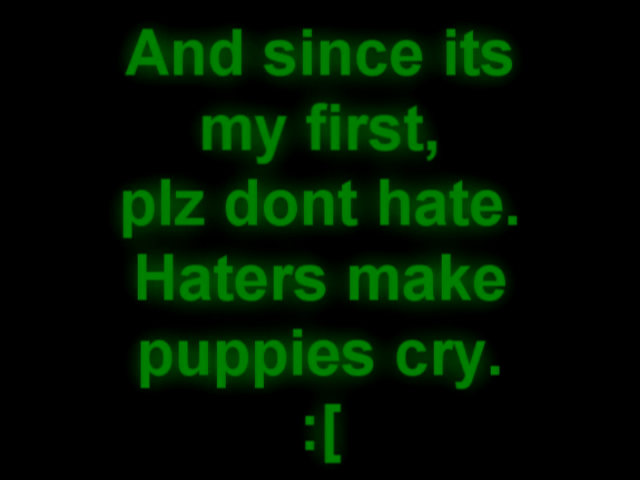 And since its
my first,
plz dont hate.
Haters make
puppies cry.
:[